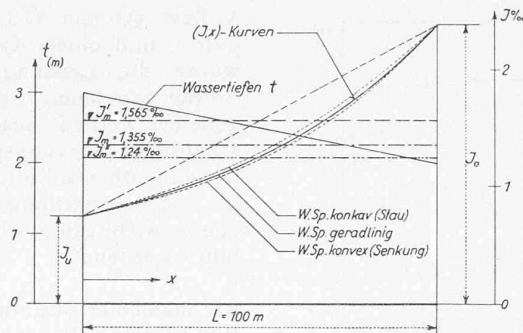 t (m)
3
2
1
0
J‰
2
1
0
(J,x)-Kurven
Wassertiefen t
J'm = 1,565 ‰
Jm = 1,355 ‰
J"m = 1,24 ‰
W.Sp. konkav (Stau)
W.Sp. geradlinig
W.Sp. konvex (Senkung)
Ju
Jo
x
L = 100 m